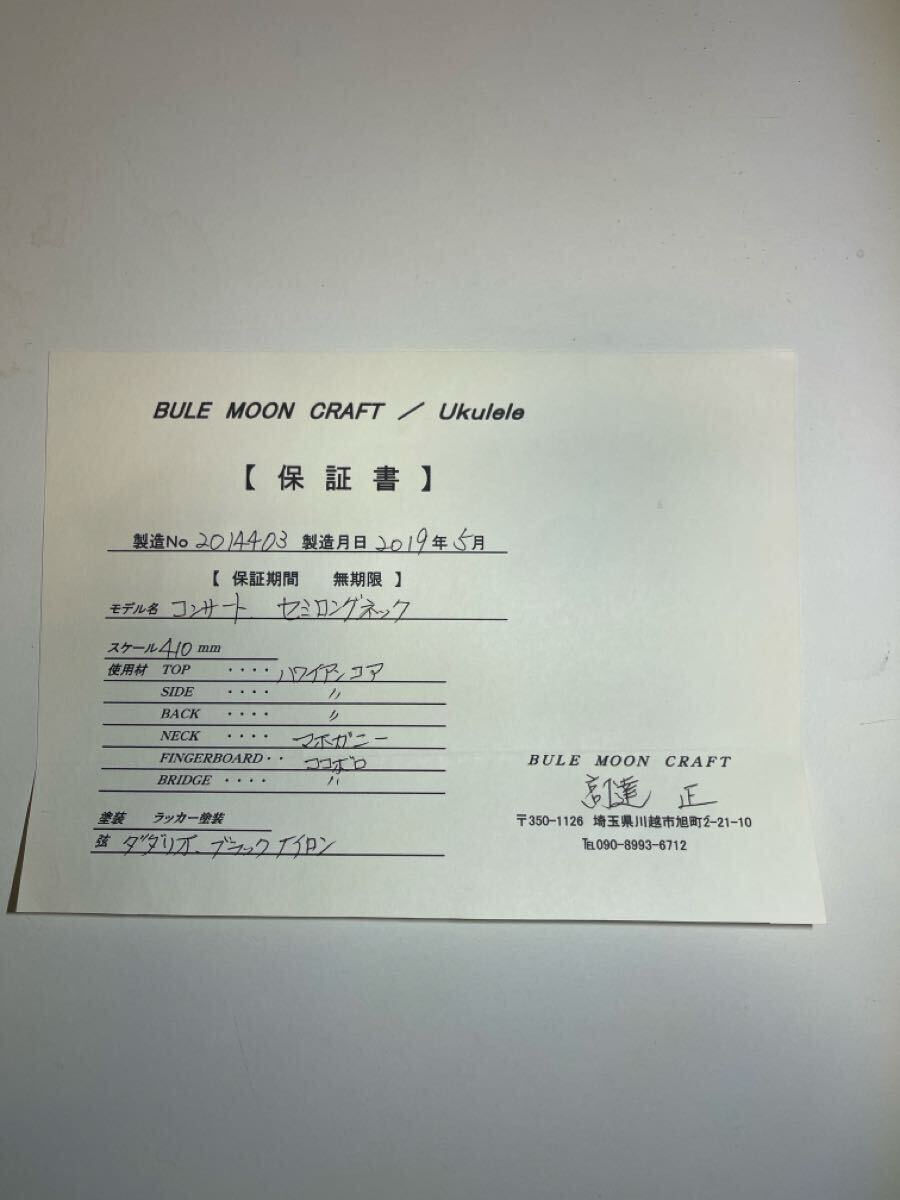 BULE MOON CRAFT ／ Ukulele
【 保 証 書 】
製造No 2014403 製造月日 2019年 5月
【 保証期間 無期限 】
モデル名 コンサート、セミロングネック
スケール 410 mm
使用材 TOP ････ ハワイアンコア
SIDE ････ 〃
BACK ････ 〃
NECK ････ マホガニー
FINGERBOARD･･ ココボロ
BRIDGE ････ 〃
塗装 ラッカー塗装
弦 ダダリオ、ブラックナイロン
BULE MOON CRAFT
正
〒350-1126 埼玉県川越市旭町2-21-10
℡090-8993-6712